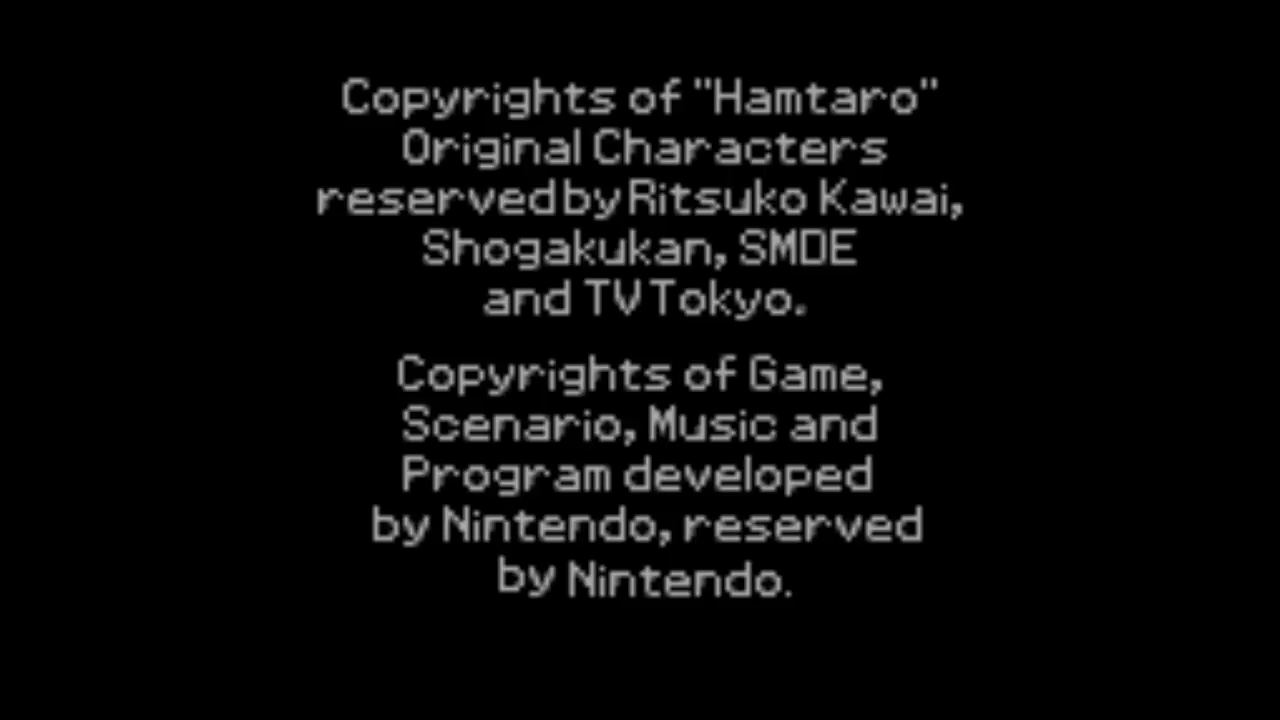 Copyrights of "Hamtaro"
Original Characters
reserved by Ritsuko Kawai,
Shogakukan, SMDE
and TV Tokyo.
Copyrights of Game,
Scenario, Music and
Program developed
by Nintendo, reserved
by Nintendo.